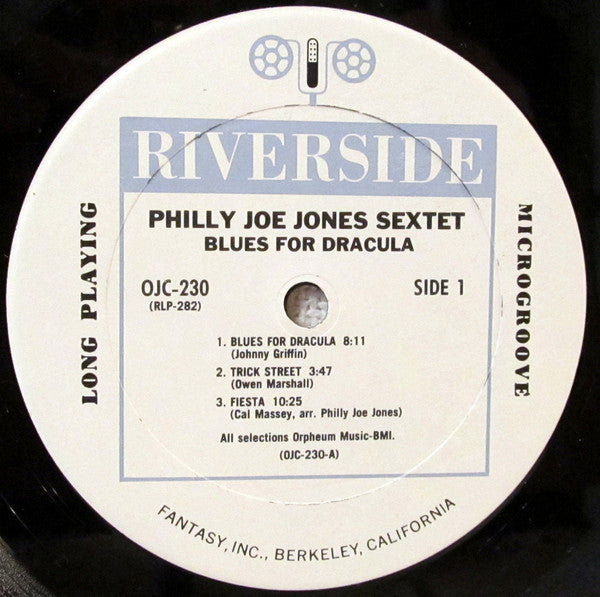 RIVERSIDE
PHILLY JOE JONES SEXTET
BLUES FOR DRACULA
OJC-230
(RLP-282)
SIDE 1
LONG PLAYING
MICROGROOVE
1. BLUES FOR DRACULA 8:11
(Johnny Griffin)
2. TRICK STREET 3:47
(Owen Marshall)
3. FIESTA 10:25
(Cal Massey, arr. Philly Joe Jones)
All selections Orpheum Music-BMI.
(OJC-230-A)
FANTASY, INC., BERKELEY, CALIFORNIA